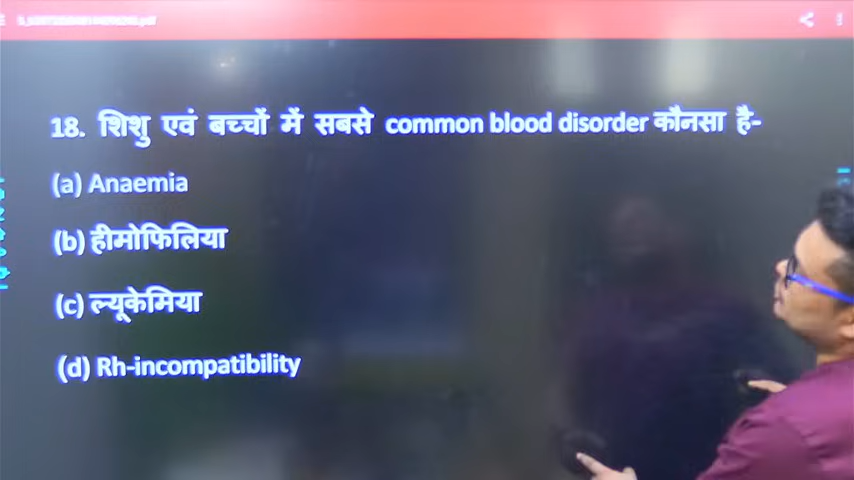 18. शिशु एवं बच्चों में सबसे common blood disorder कौनसा है-
(a) Anaemia
(b) हीमोफिलिया
(c) ल्यूकेमिया
(d) Rh-incompatibility